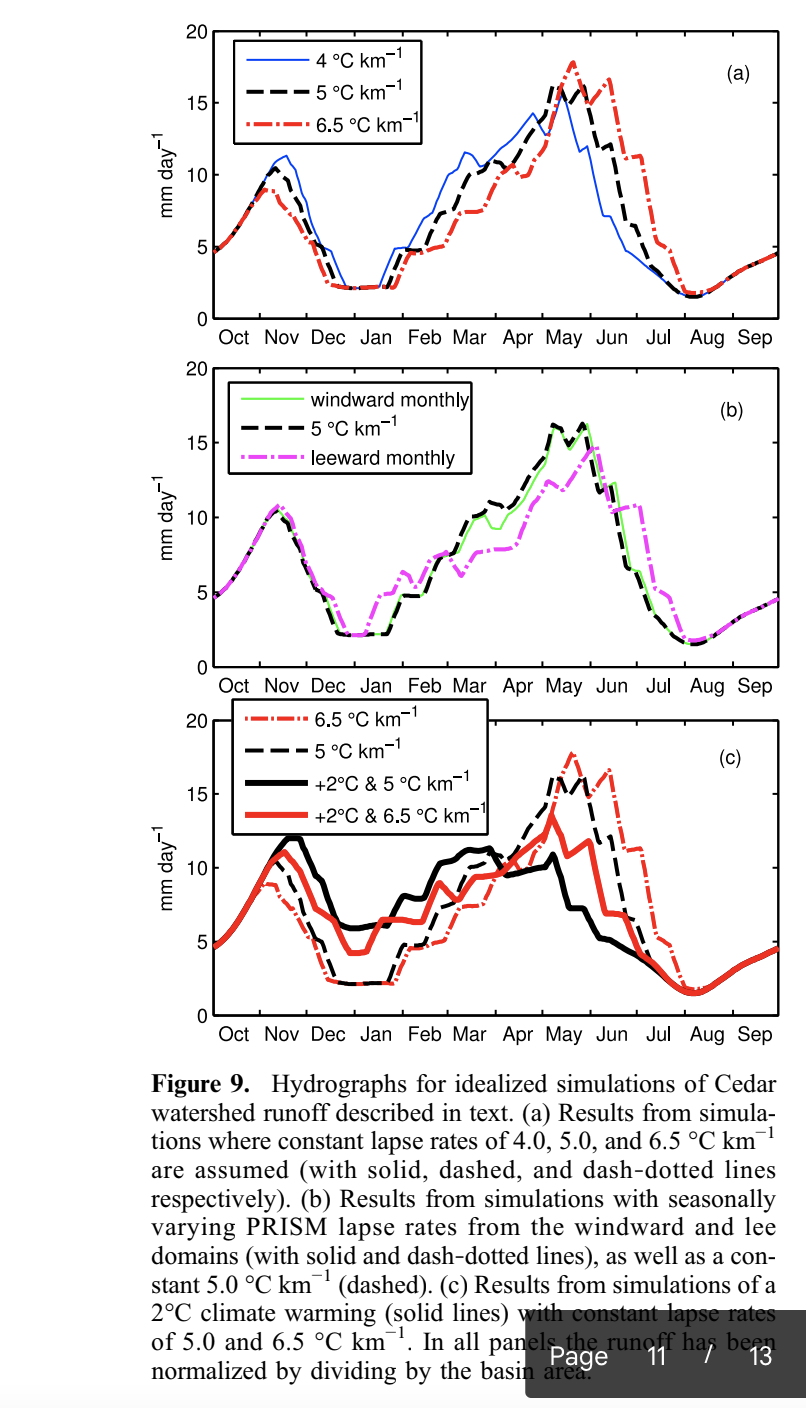 20
15
10
5
0
mm day−1
4 °C km−1
5 °C km−1
6.5 °C km−1
(a)
Oct Nov Dec Jan Feb Mar Apr May Jun Jul Aug Sep
20
15
10
5
0
mm day−1
windward monthly
5 °C km−1
leeward monthly
(b)
Oct Nov Dec Jan Feb Mar Apr May Jun Jul Aug Sep
20
15
10
5
0
mm day−1
6.5 °C km−1
5 °C km−1
+2°C & 5 °C km−1
+2°C & 6.5 °C km−1
(c)
Oct Nov Dec Jan Feb Mar Apr May Jun Jul Aug Sep
Figure 9. Hydrographs for idealized simulations of Cedar
watershed runoff described in text. (a) Results from simula-
tions where constant lapse rates of 4.0, 5.0, and 6.5 °C km−1
are assumed (with solid, dashed, and dash-dotted lines
respectively). (b) Results from simulations with seasonally
varying PRISM lapse rates from the windward and lee
domains (with solid and dash-dotted lines), as well as a con-
stant 5.0 °C km−1 (dashed). (c) Results from simulations of a
2°C climate warming (solid lines) with constant lapse rates
of 5.0 and 6.5 °C km−1. In all panels the runoff has been
normalized by dividing by the basin area.
Page 11 / 13